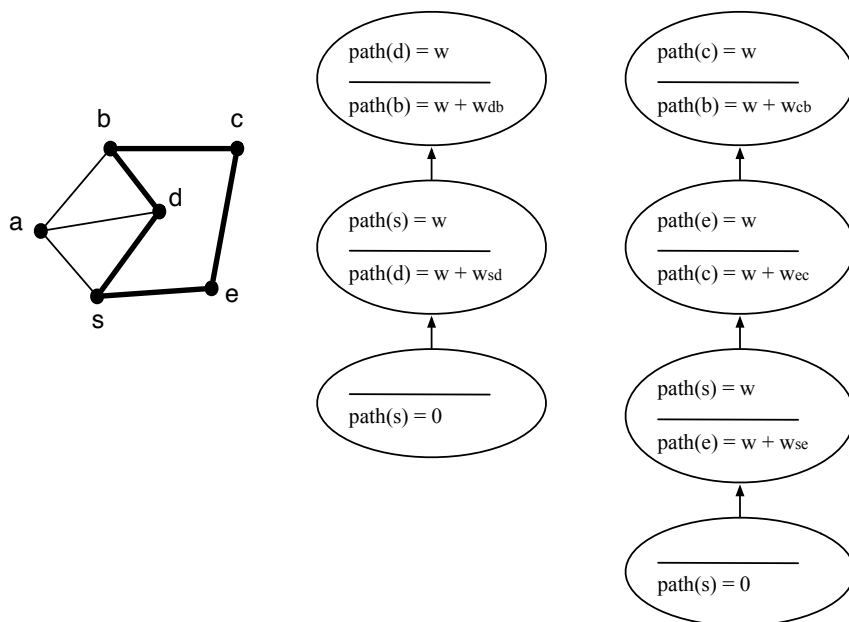 b
c
d
a
e
s
path(d) = w
path(b) = w + wdb
path(s) = w
path(d) = w + wsd
path(s) = 0
path(c) = w
path(b) = w + wcb
path(e) = w
path(c) = w + wec
path(s) = w
path(e) = w + wse
path(s) = 0